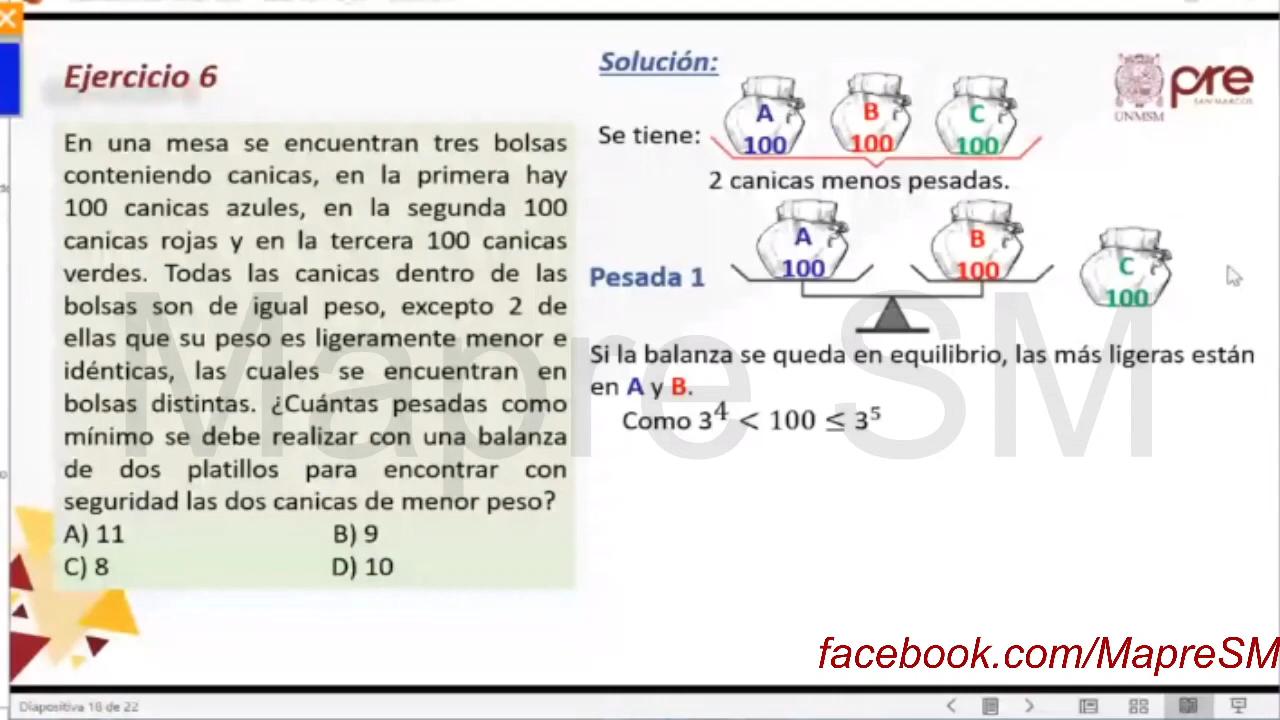 Ejercicio 6
En una mesa se encuentran tres bolsas
conteniendo canicas, en la primera hay
100 canicas azules, en la segunda 100
canicas rojas y en la tercera 100 canicas
verdes. Todas las canicas dentro de las
bolsas son de igual peso, excepto 2 de
ellas que su peso es ligeramente menor e
idénticas, las cuales se encuentran en
bolsas distintas. ¿Cuántas pesadas como
mínimo se debe realizar con una balanza
de dos platillos para encontrar con
seguridad las dos canicas de menor peso?
A) 11 B) 9
C) 8 D) 10
Solución:
Se tiene:
A B C
100 100 100
2 canicas menos pesadas.
Pesada 1
A B C
100 100 100
Si la balanza se queda en equilibrio, las más ligeras están
en A y B.
Como 3⁴ < 100 ≤ 3⁵
UNMSM
pre
SAN MARCOS
Mapre SM
facebook.com/MapreSM
Diapositiva 18 de 22